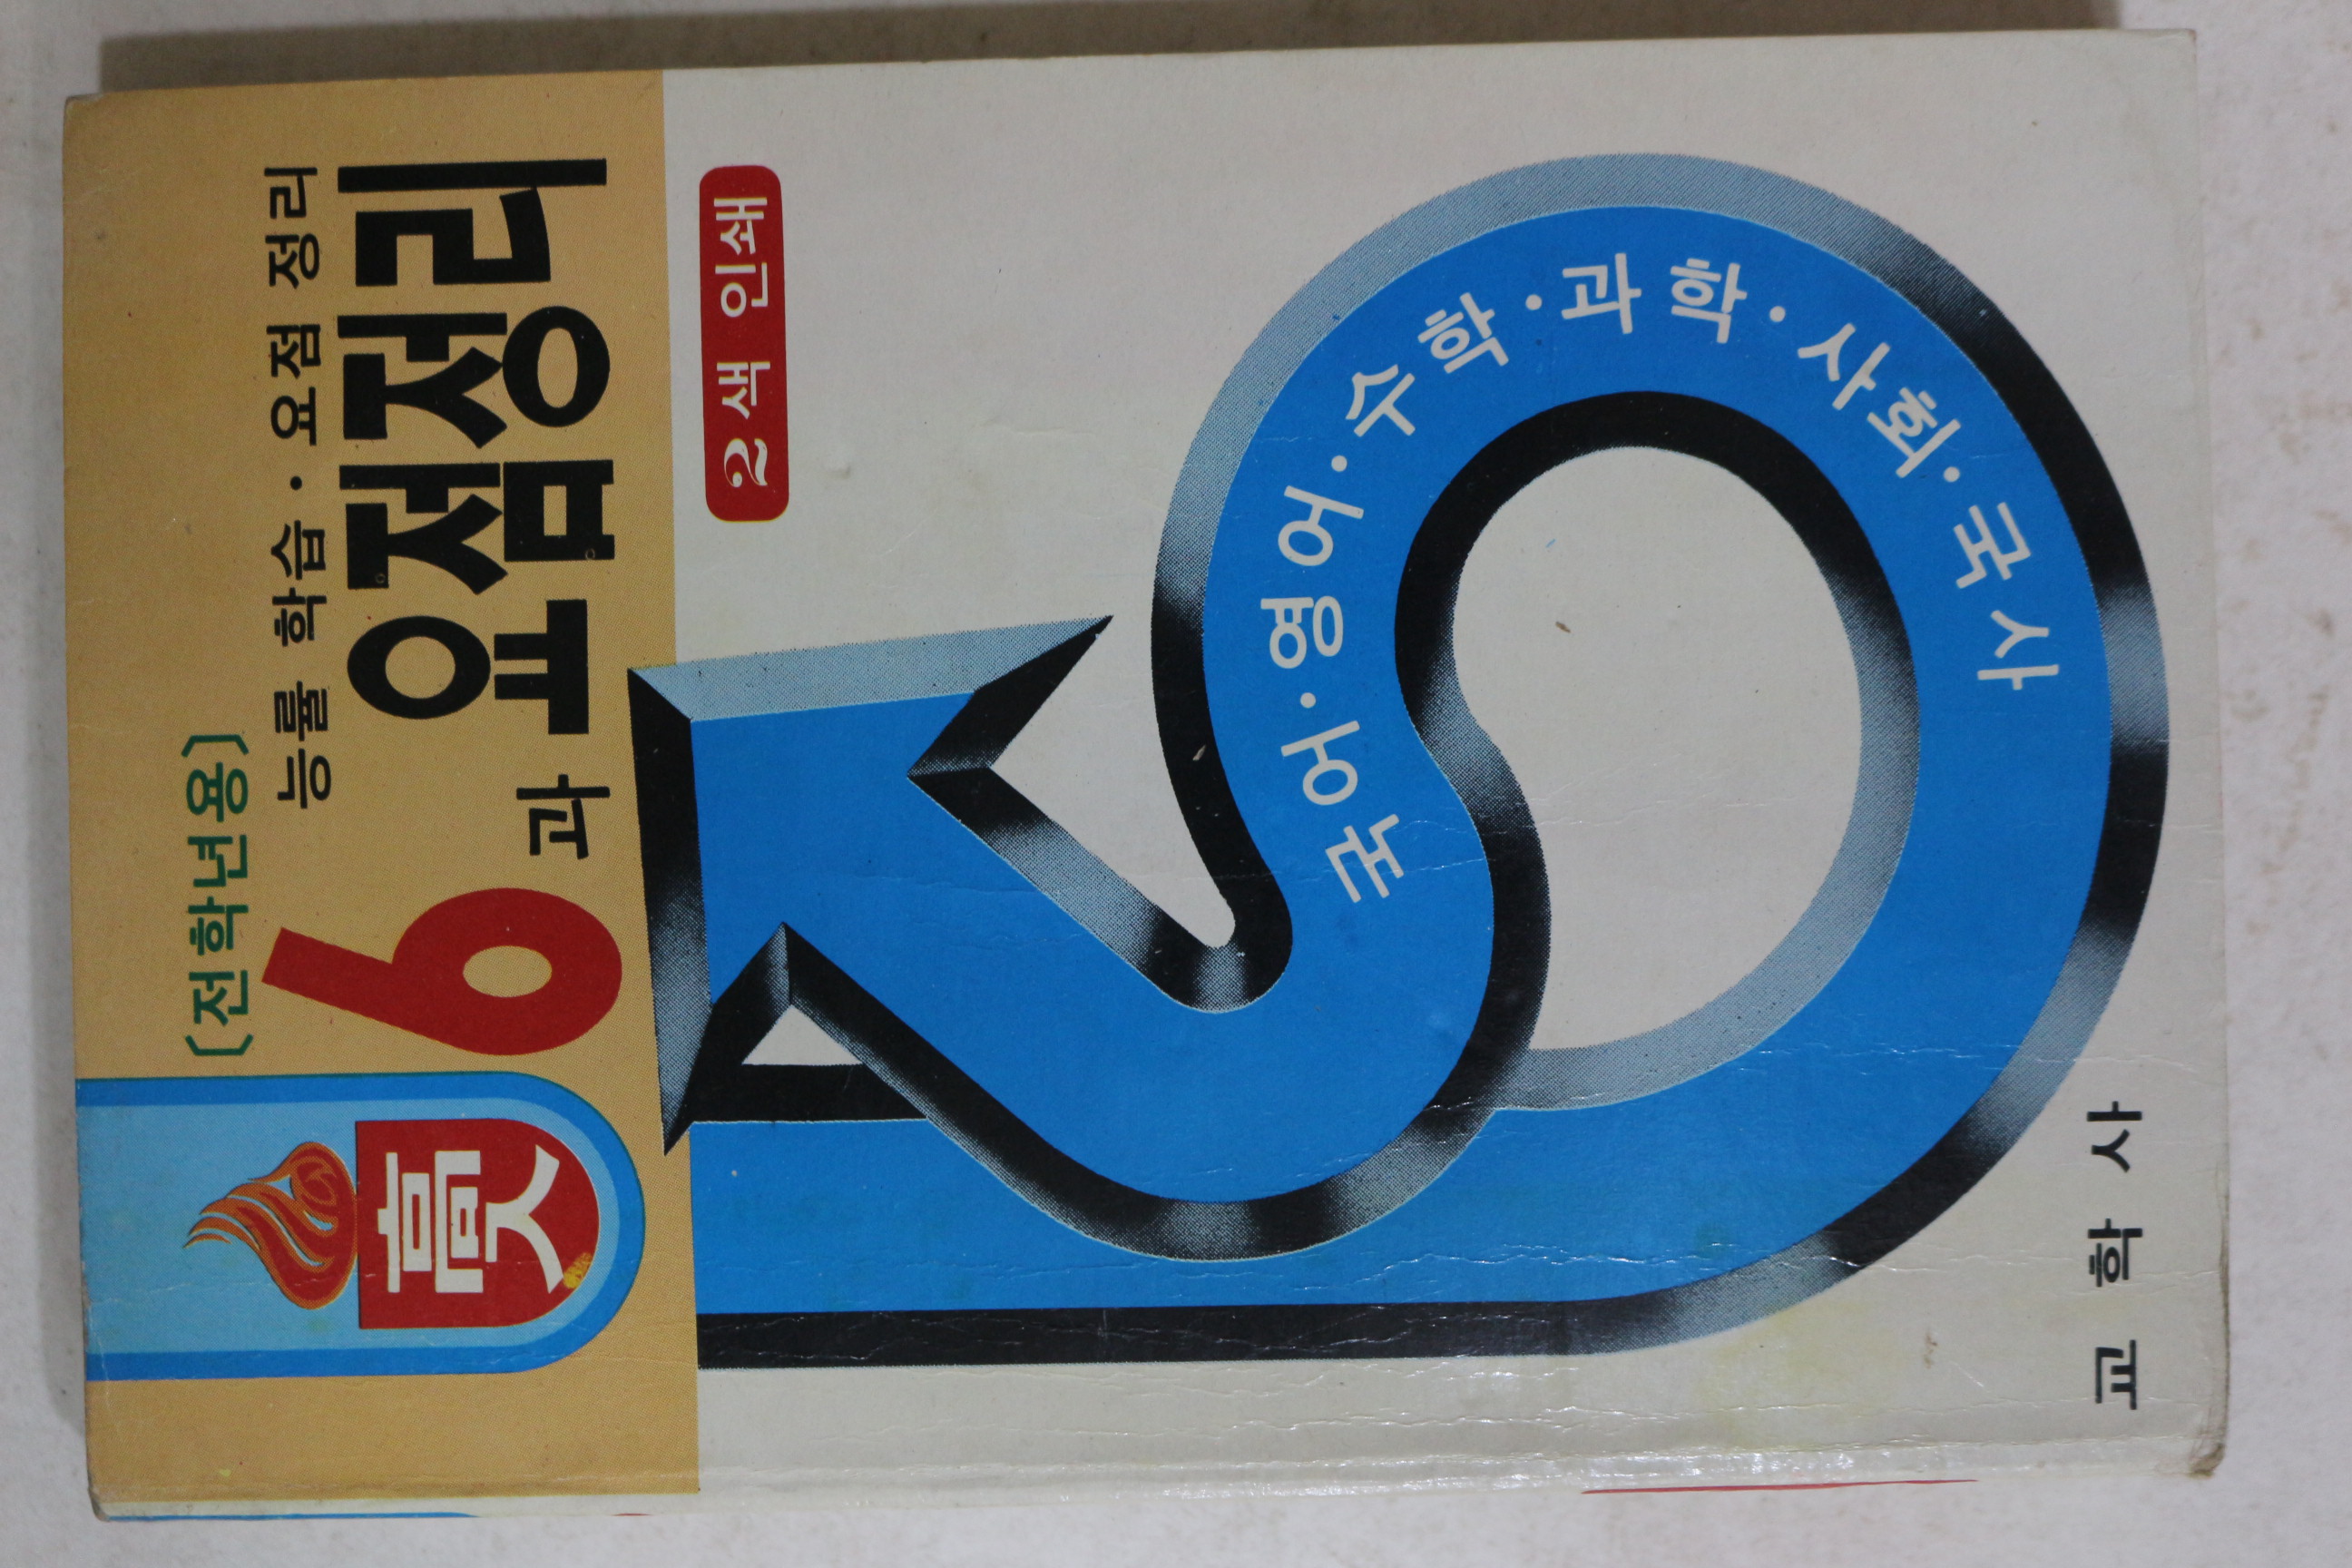 (전학년용)
능률 학습·요점 정리
6과 요점정리
2색 인쇄
국어·영어·수학·과학·사회·국사
교학사